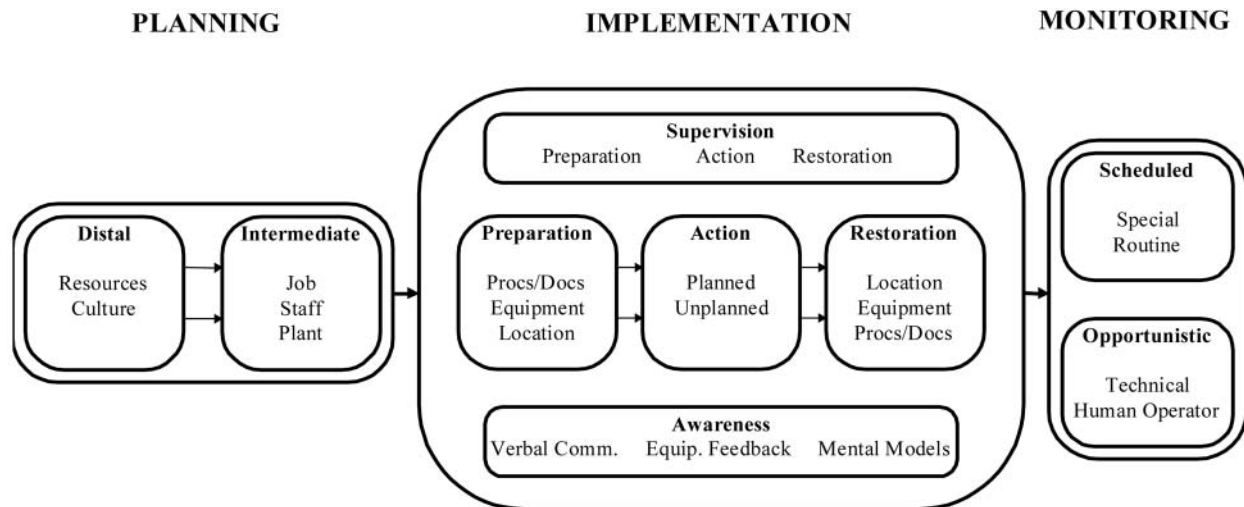 PLANNING
IMPLEMENTATION
MONITORING
Distal
Resources
Culture
Intermediate
Job
Staff
Plant
Supervision
Preparation Action Restoration
Preparation
Procs/Docs
Equipment
Location
Action
Planned
Unplanned
Restoration
Location
Equipment
Procs/Docs
Awareness
Verbal Comm. Equip. Feedback Mental Models
Scheduled
Special
Routine
Opportunistic
Technical
Human Operator